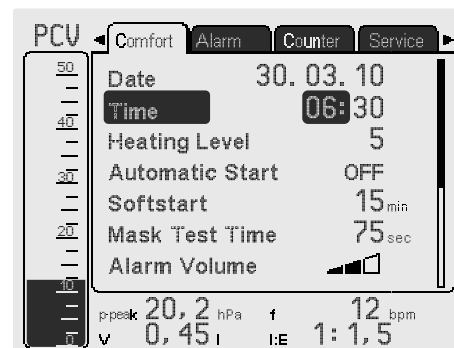 PCV
Comfort Alarm Counter Service
50
40
30
20
10
0
Date 30. 03. 10
Time 06:30
Heating Level 5
Automatic Start OFF
Softstart 15 min
Mask Test Time 75 sec
Alarm Volume
p-peak 20,2 hPa f 12 bpm
V 0,45 l I:E 1:1,5